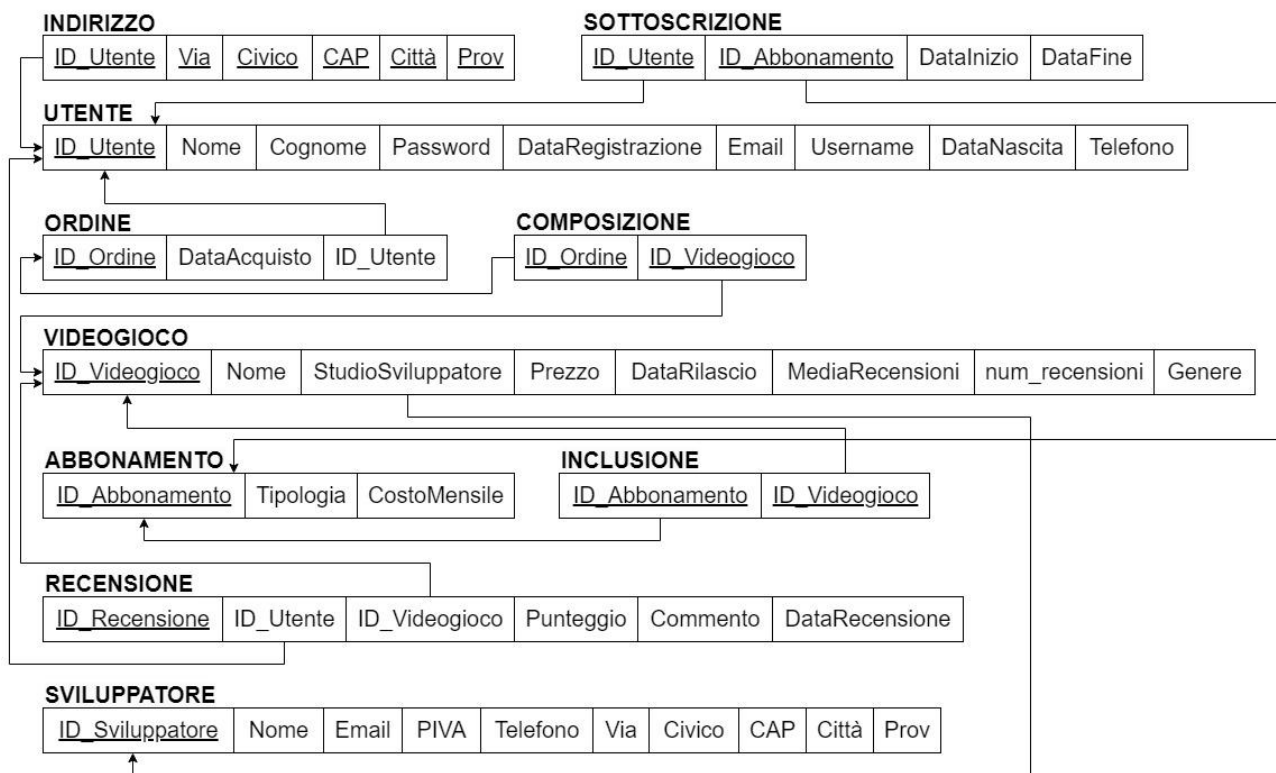 INDIRIZZO SOTTOSCRIZIONE
ID_Utente Via Civico CAP Città Prov ID_Utente ID_Abbonamento DataInizio DataFine
UTENTE
ID_Utente Nome Cognome Password DataRegistrazione Email Username DataNascita Telefono
ORDINE COMPOSIZIONE
ID_Ordine DataAcquisto ID_Utente ID_Ordine ID_Videogioco
VIDEOGIOCO
ID_Videogioco Nome StudioSviluppatore Prezzo DataRilascio MediaRecensioni num_recensioni Genere
ABBONAMENTO INCLUSIONE
ID_Abbonamento Tipologia CostoMensile ID_Abbonamento ID_Videogioco
RECENSIONE
ID_Recensione ID_Utente ID_Videogioco Punteggio Commento DataRecensione
SVILUPPATORE
ID_Sviluppatore Nome Email PIVA Telefono Via Civico CAP Città Prov